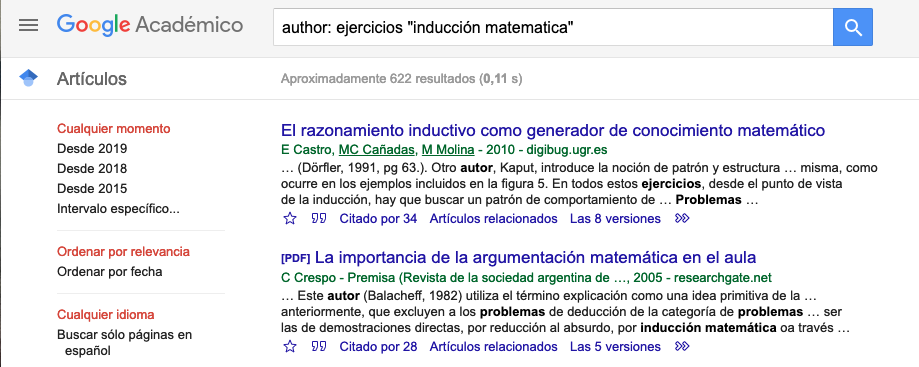 Google Académico
author: ejercicios "inducción matematica"
Artículos
Aproximadamente 622 resultados (0,11 s)
Cualquier momento
Desde 2019
Desde 2018
Desde 2015
Intervalo específico...
Ordenar por relevancia
Ordenar por fecha
Cualquier idioma
Buscar sólo páginas en
español
El razonamiento inductivo como generador de conocimiento matemático
E Castro, MC Cañadas, M Molina - 2010 - digibug.ugr.es
… (Dörfler, 1991, pg 63.). Otro autor, Kaput, introduce la noción de patrón y estructura … misma, como
ocurre en los ejemplos incluidos en la figura 5. En todos estos ejercicios, desde el punto de vista
de la inducción, hay que buscar un patrón de comportamiento de … Problemas …
Citado por 34 Artículos relacionados Las 8 versiones
[PDF] La importancia de la argumentación matemática en el aula
C Crespo - Premisa (Revista de la sociedad argentina de …, 2005 - researchgate.net
… Este autor (Balacheff, 1982) utiliza el término explicación como una idea primitiva de la …
anteriormente, que excluyen a los problemas de deducción de la categoría de problemas … ser
las de demostraciones directas, por reducción al absurdo, por inducción matemática oa través …
Citado por 28 Artículos relacionados Las 5 versiones